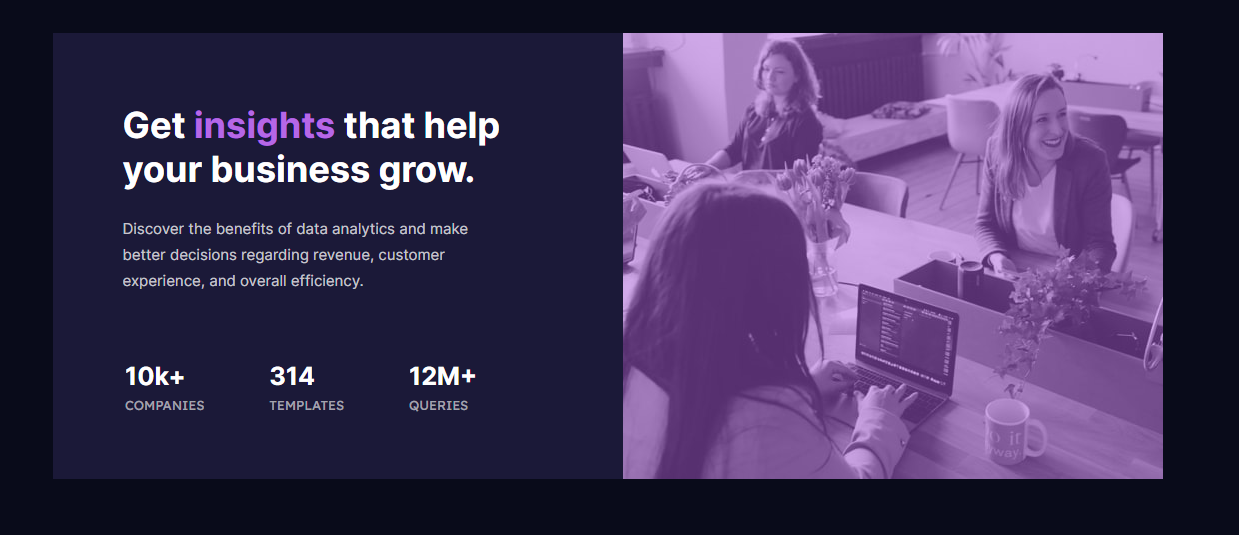 Get insights that help
your business grow.
Discover the benefits of data analytics and make
better decisions regarding revenue, customer
experience, and overall efficiency.
10k+ 314 12M+
COMPANIES TEMPLATES QUERIES